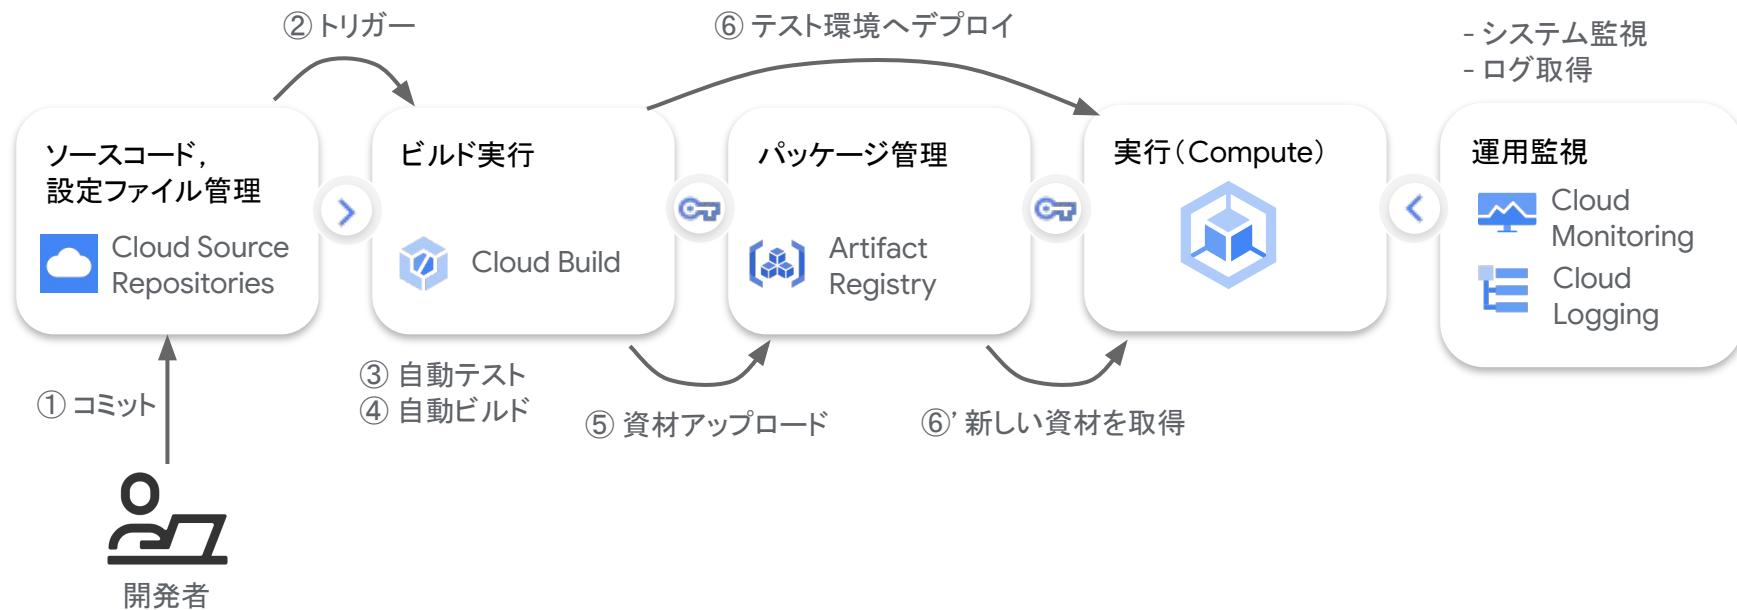 ② トリガー
⑥ テスト環境へデプロイ
- システム監視
- ログ取得
ソースコード,
設定ファイル管理
Cloud Source
Repositories
ビルド実行
Cloud Build
パッケージ管理
Artifact
Registry
実行(Compute)
運用監視
Cloud
Monitoring
Cloud
Logging
① コミット
③ 自動テスト
④ 自動ビルド
⑤ 資材アップロード
⑥’ 新しい資材を取得
開発者